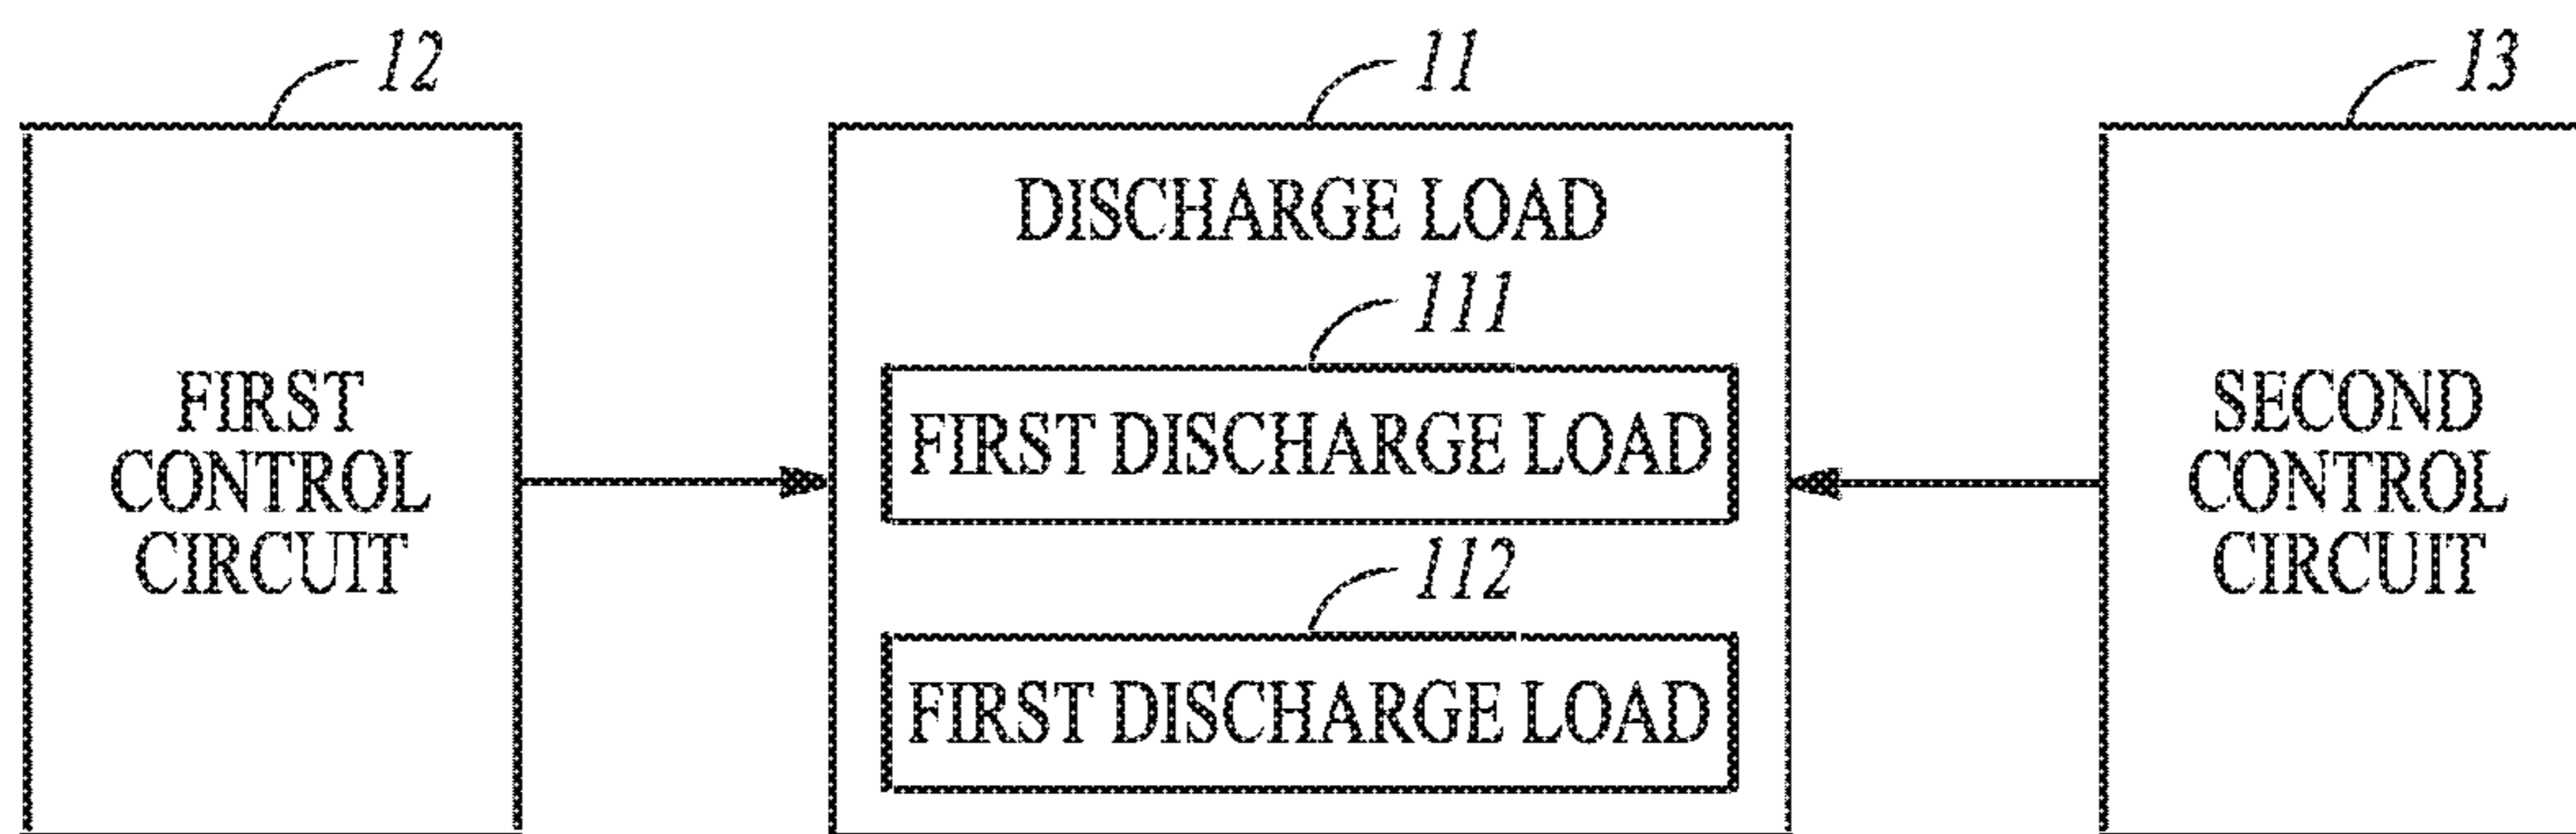 12
11
13
DISCHARGE LOAD
111
FIRST
CONTROL
CIRCUIT
FIRST DISCHARGE LOAD
SECOND
CONTROL
CIRCUIT
112
FIRST DISCHARGE LOAD